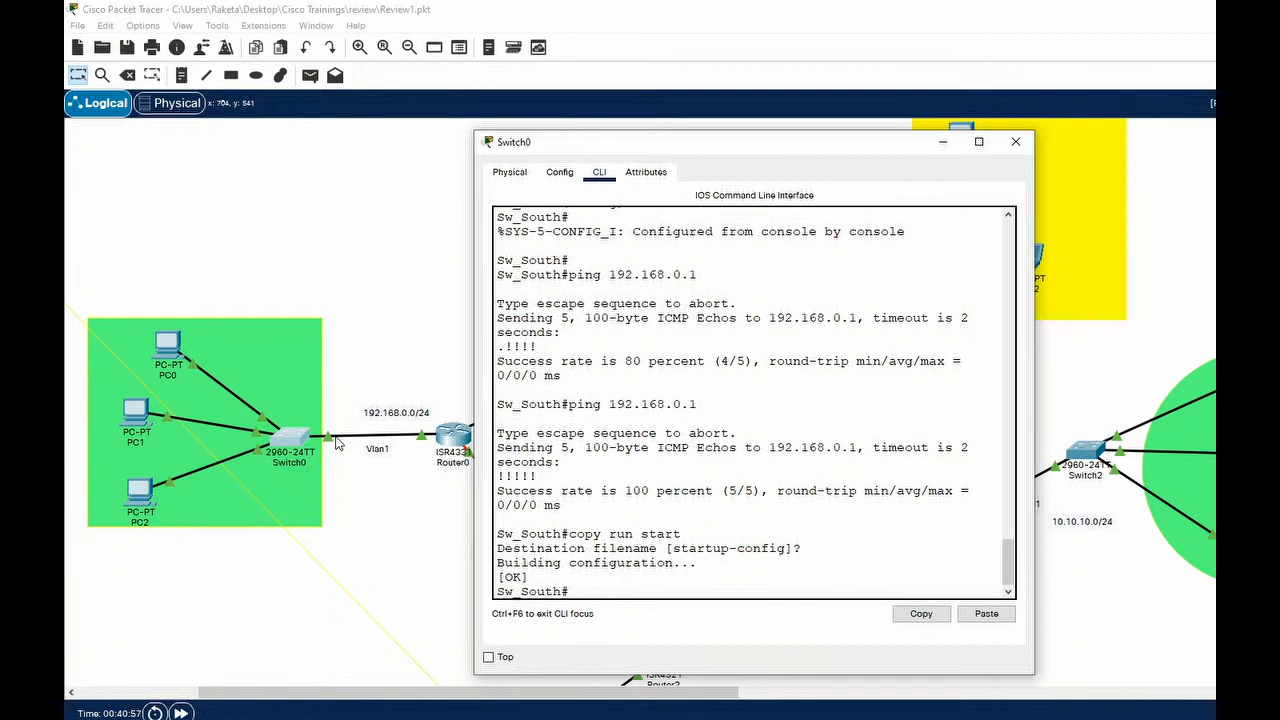 Cisco Packet Tracer - C:\Users\Raketa\Desktop\Cisco Trainings\review\Review1.pkt
File Edit Options View Tools Extensions Window Help
Logical Physical x: 704, y: 541
Switch0
Physical Config CLI Attributes
IOS Command Line Interface
Sw_South#
%SYS-5-CONFIG_I: Configured from console by console
Sw_South#
Sw_South#ping 192.168.0.1
Type escape sequence to abort.
Sending 5, 100-byte ICMP Echos to 192.168.0.1, timeout is 2
seconds:
.!!!!
Success rate is 80 percent (4/5), round-trip min/avg/max =
0/0/0 ms
Sw_South#ping 192.168.0.1
Type escape sequence to abort.
Sending 5, 100-byte ICMP Echos to 192.168.0.1, timeout is 2
seconds:
!!!!!
Success rate is 100 percent (5/5), round-trip min/avg/max =
0/0/0 ms
Sw_South#copy run start
Destination filename [startup-config]?
Building configuration...
[OK]
Sw_South#
Ctrl+F6 to exit CLI focus
Copy Paste
Top
PC-PT
PC0
PC-PT
PC1
PC-PT
PC2
2960-24TT
Switch0
192.168.0.0/24
Vlan1
ISR4331
Router0
PT
2
2960-24TT
Switch2
1
10.10.10.0/24
ISR4321
Router2
Time: 00:40:57